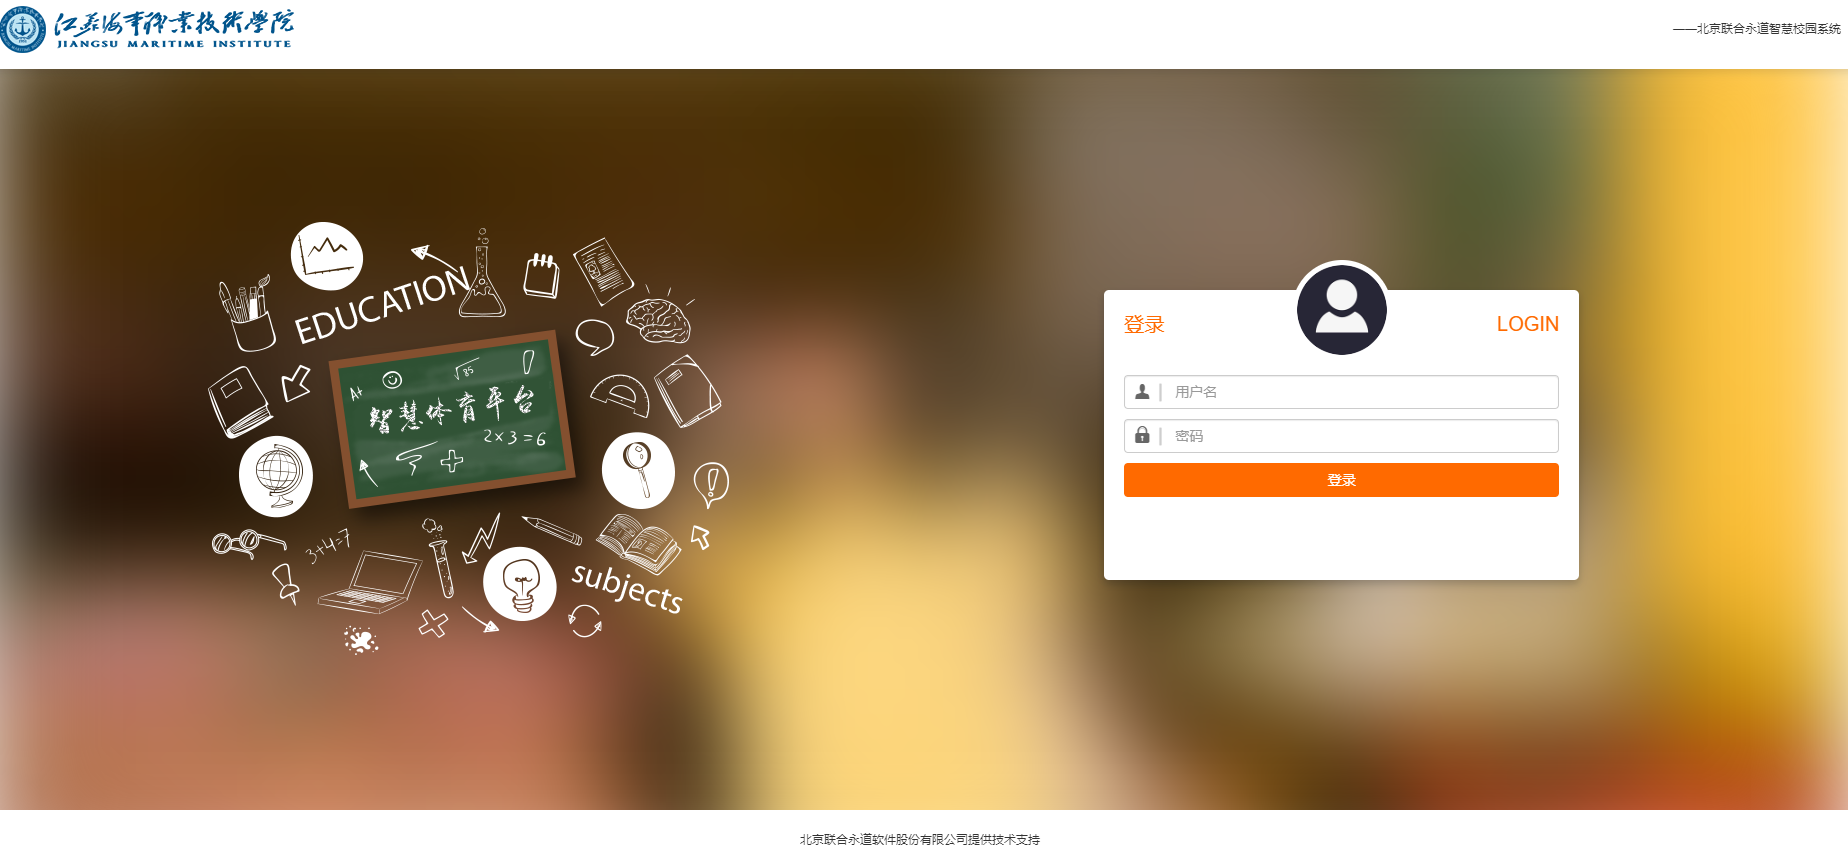 江苏海事职业技术学院
JIANGSU MARITIME INSTITUTE
——北京联合永道智慧校园系统
EDUCATION
A+
√85
!
智慧体育平台
2×3=6
!
3+4=7
subjects
登录
LOGIN
用户名
密码
登录
北京联合永道软件股份有限公司提供技术支持